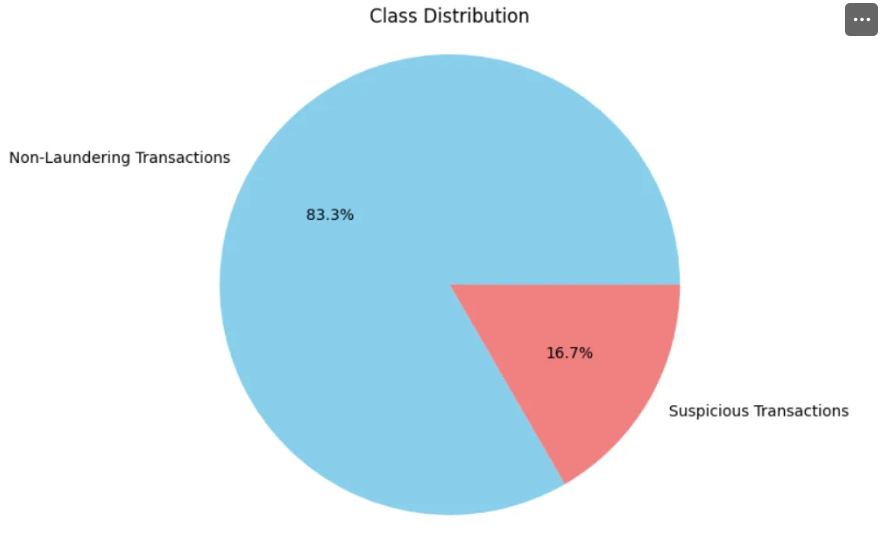 Class Distribution
Non-Laundering Transactions
83.3%
16.7%
Suspicious Transactions